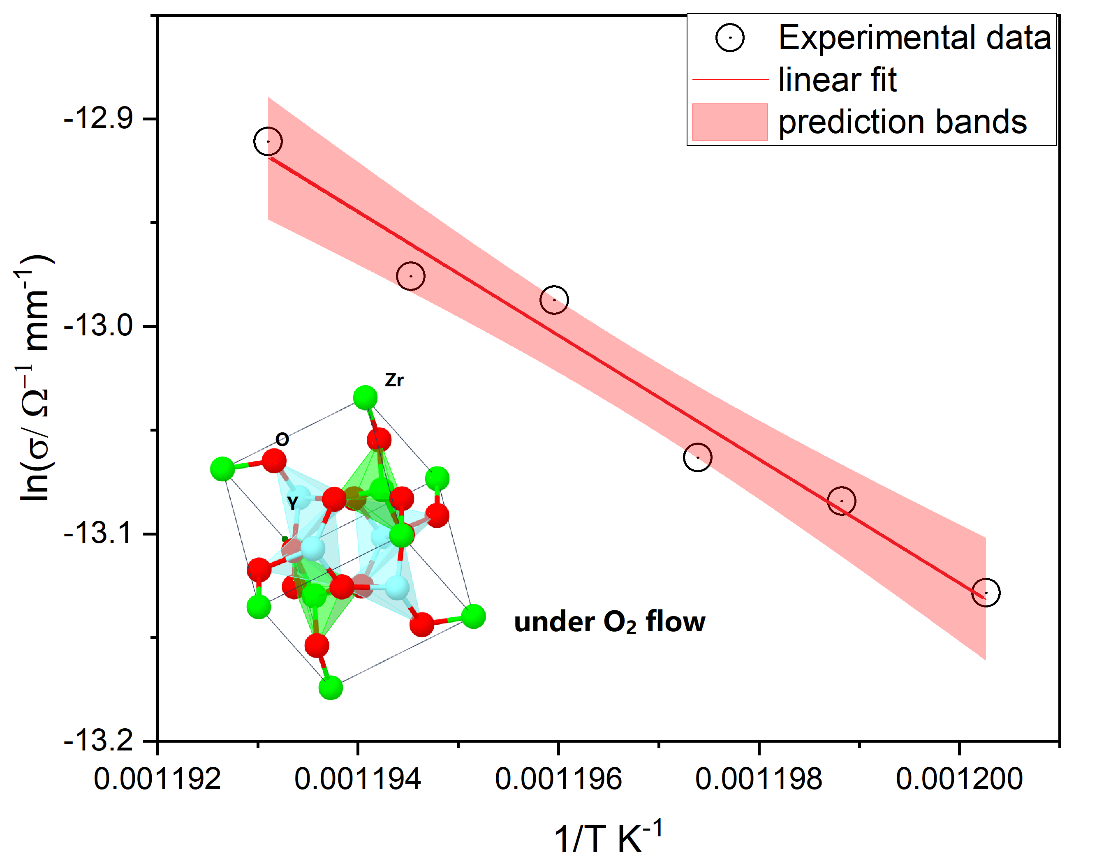 Experimental data
linear fit
prediction bands
-12.9
-13.0
-13.1
-13.2
ln(σ/ Ω⁻¹ mm⁻¹)
Zr
O
Y
under O₂ flow
0.001192
0.001194
0.001196
0.001198
0.001200
1/T K⁻¹